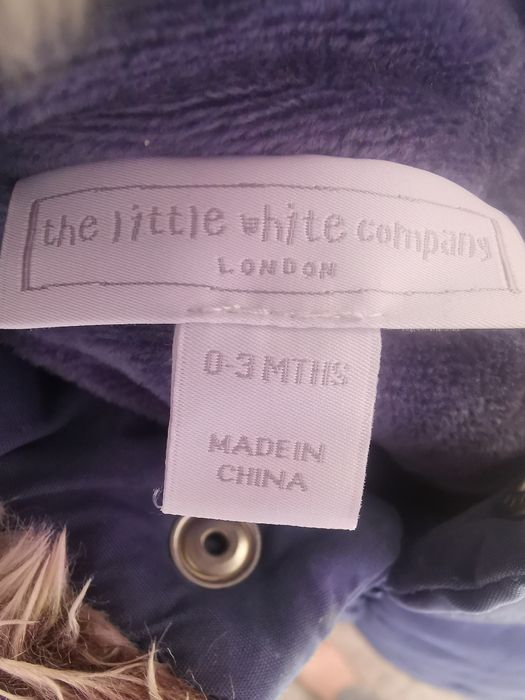 the little white company
LONDON
0-3 MTHS
MADE IN
CHINA